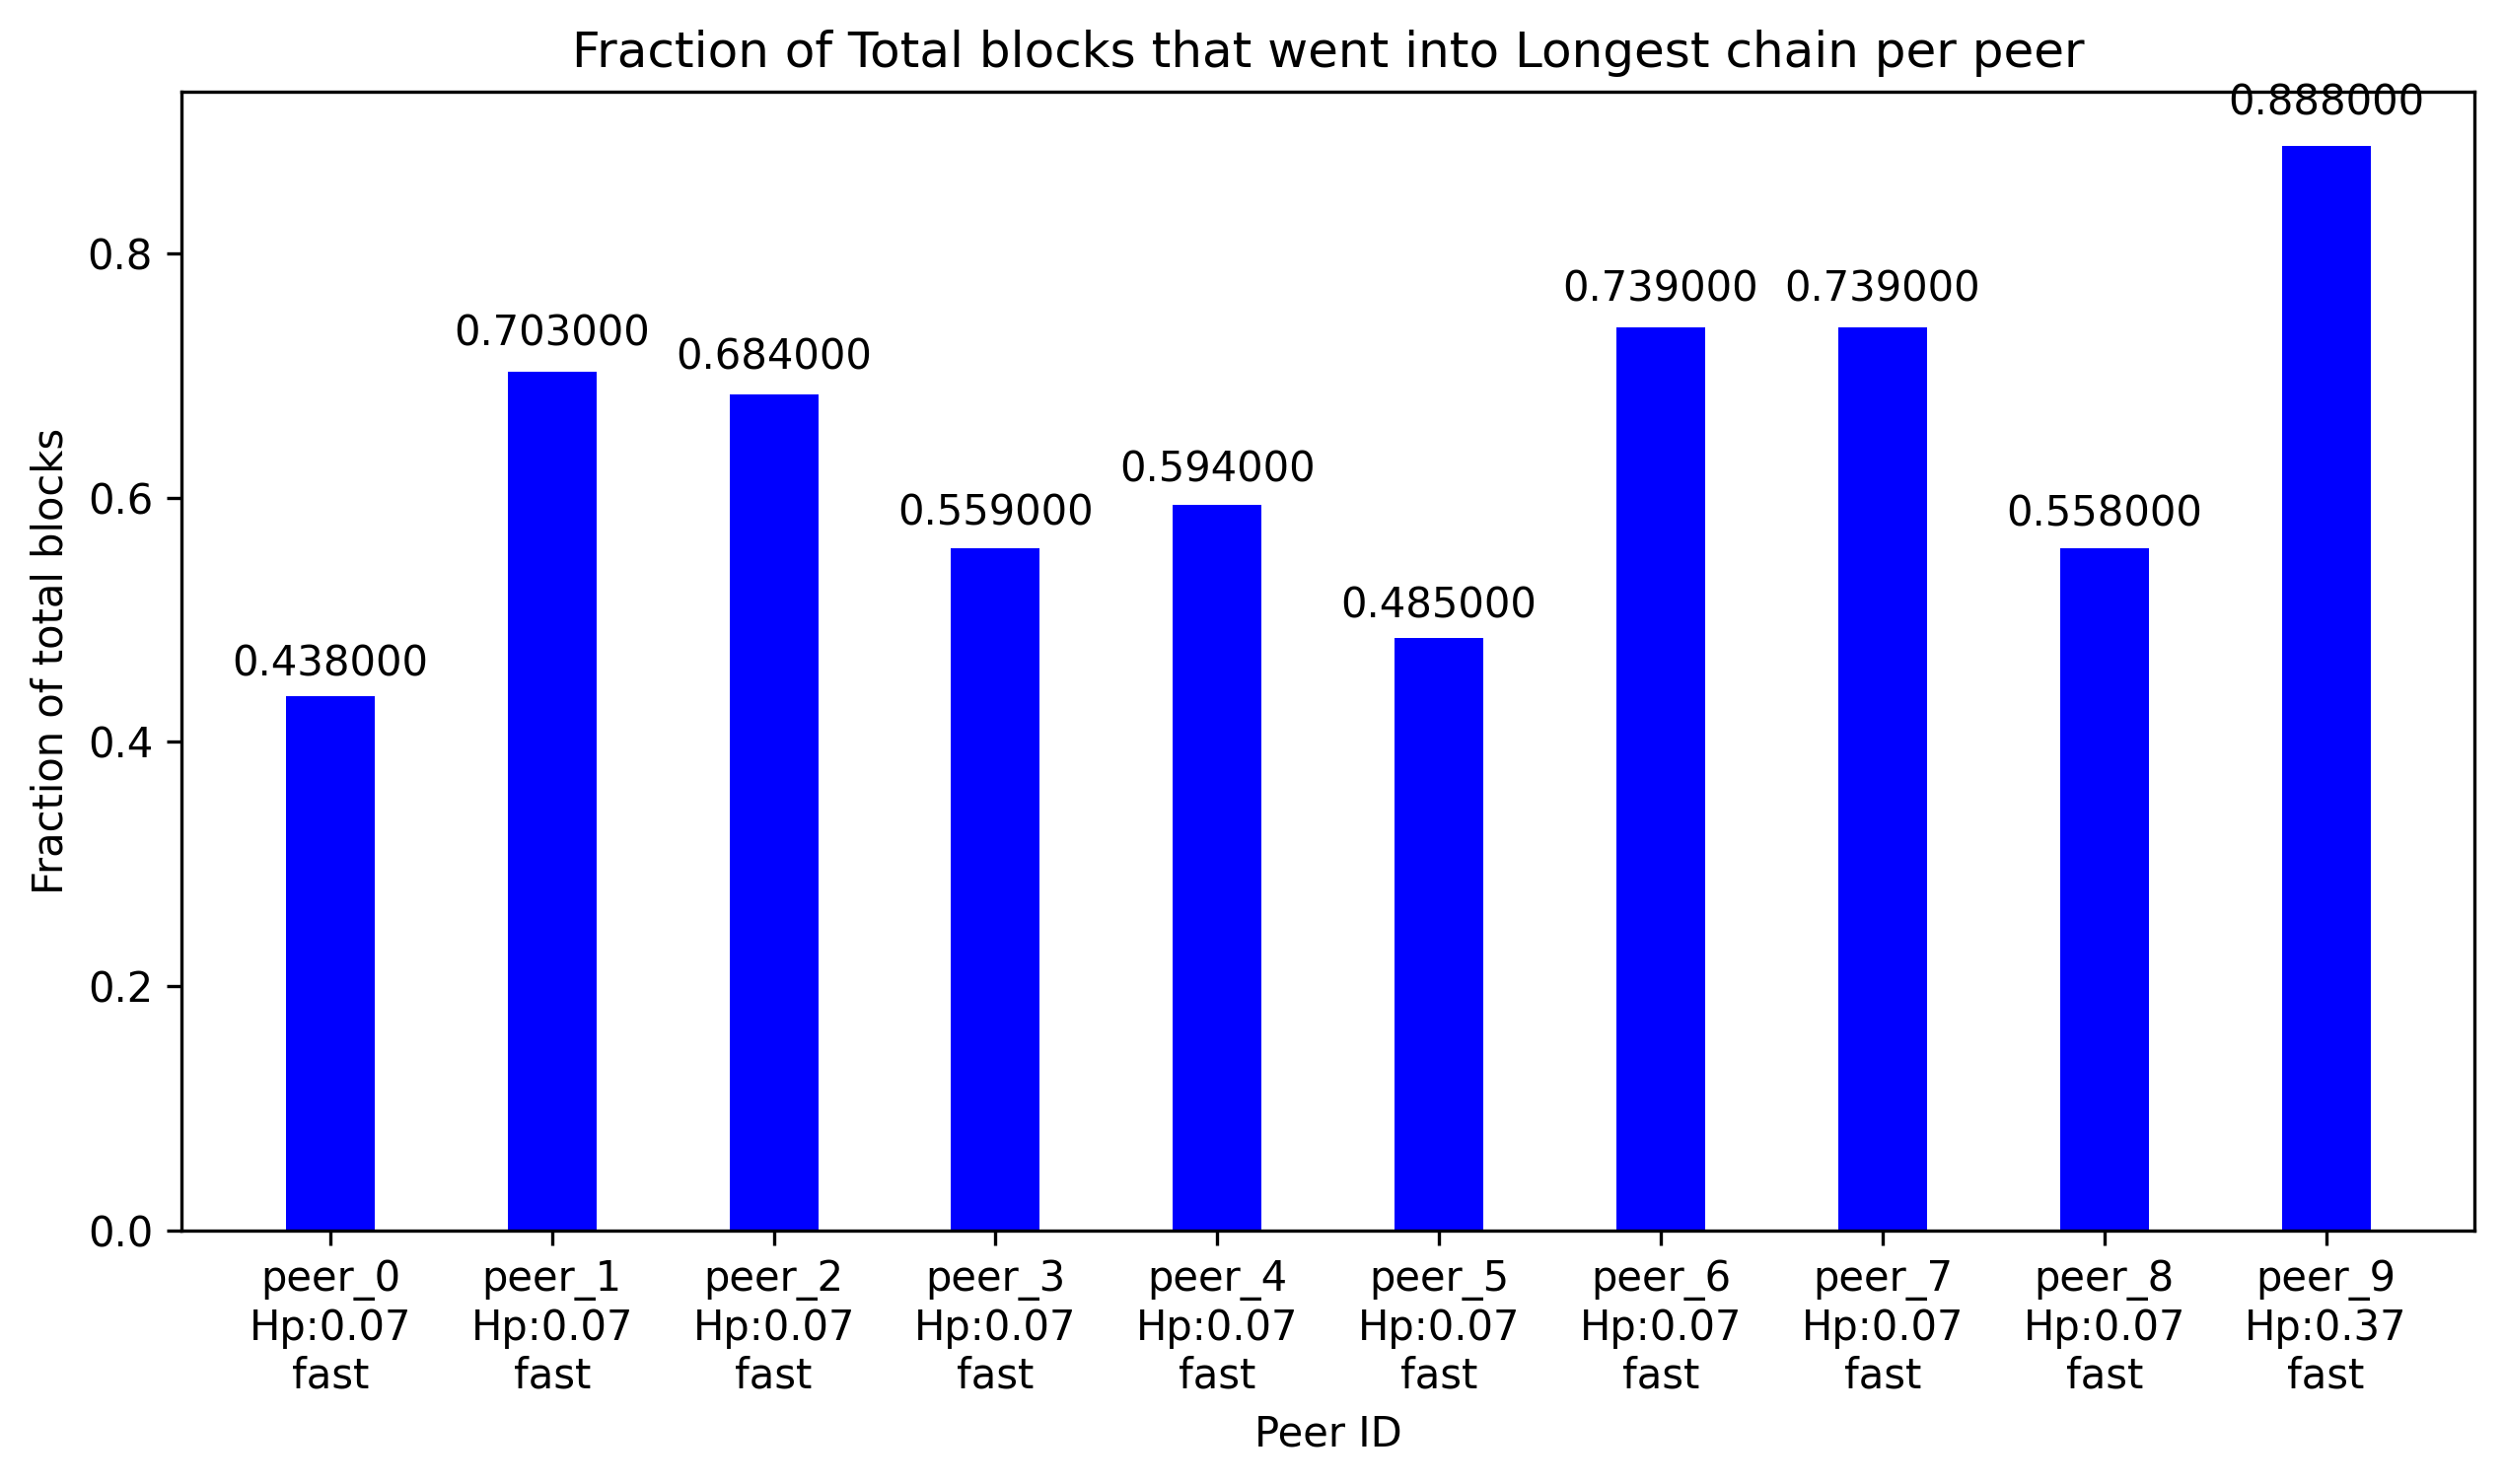 Fraction of Total blocks that went into Longest chain per peer
0.888000
0.739000 0.739000
0.703000
0.684000
0.594000
0.559000
0.558000
0.485000
0.438000
Fraction of total blocks
0.8
0.6
0.4
0.2
0.0
peer_0 peer_1 peer_2 peer_3 peer_4 peer_5 peer_6 peer_7 peer_8 peer_9
Hp:0.07 Hp:0.07 Hp:0.07 Hp:0.07 Hp:0.07 Hp:0.07 Hp:0.07 Hp:0.07 Hp:0.07 Hp:0.37
fast fast fast fast fast fast fast fast fast fast
Peer ID